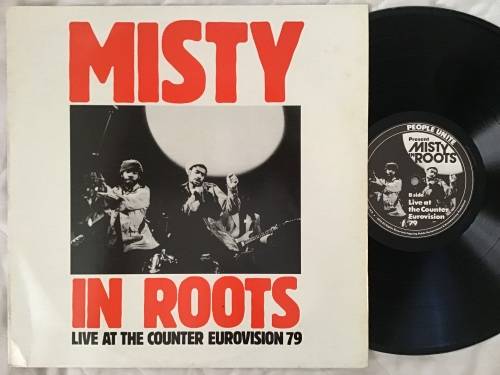 MISTY
IN ROOTS
LIVE AT THE COUNTER EUROVISION 79
PEOPLE UNITE
Present
MISTY
IN ROOTS
B side
Live at
the Counter
Eurovision
79